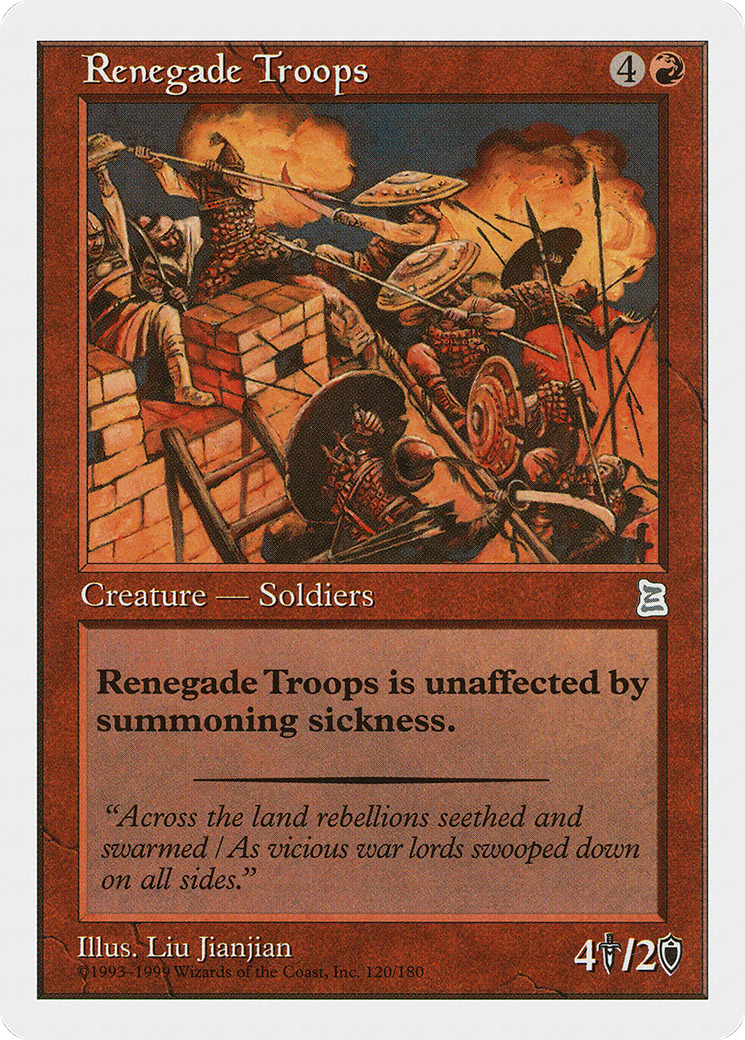 Renegade Troops 4
Creature — Soldiers
Renegade Troops is unaffected by
summoning sickness.
“Across the land rebellions seethed and
swarmed / As vicious war lords swooped down
on all sides.”
Illus. Liu Jianjian
©1993–1999 Wizards of the Coast, Inc. 120/180
4/2